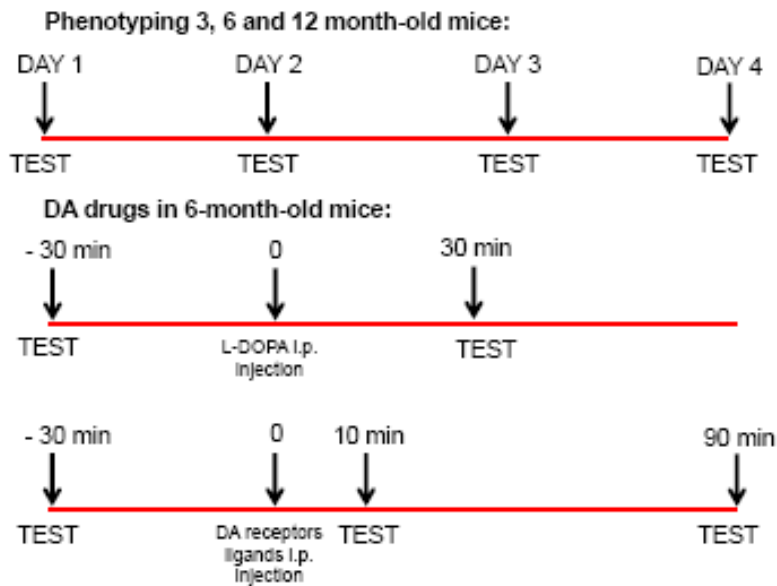 Phenotyping 3, 6 and 12 month-old mice:
DAY 1 DAY 2 DAY 3 DAY 4
TEST TEST TEST TEST
DA drugs in 6-month-old mice:
- 30 min 0 30 min
TEST L-DOPA i.p. TEST
injection
- 30 min 0 10 min 90 min
TEST DA receptors TEST TEST
ligands i.p.
injection